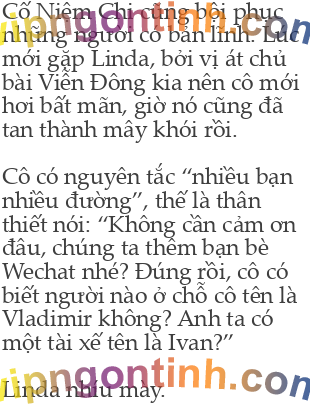 Cố Niệm Chi cũng bội phục
những người có bản lĩnh. Lúc
mới gặp Linda, bởi vị át chủ
bài Viễn Đông kia nên cô mới
hơi bất mãn, giờ nó cũng đã
tan thành mây khói rồi.
Cô có nguyên tắc “nhiều bạn
nhiều đường”, thế là thân
thiết nói: “Không cần cảm ơn
đâu, chúng ta thêm bạn bè
Wechat nhé? Đúng rồi, cô có
biết người nào ở chỗ cô tên là
Vladimir không? Anh ta có
một tài xế tên là Ivan?”
Linda nhíu mày.
vipngontinh.com